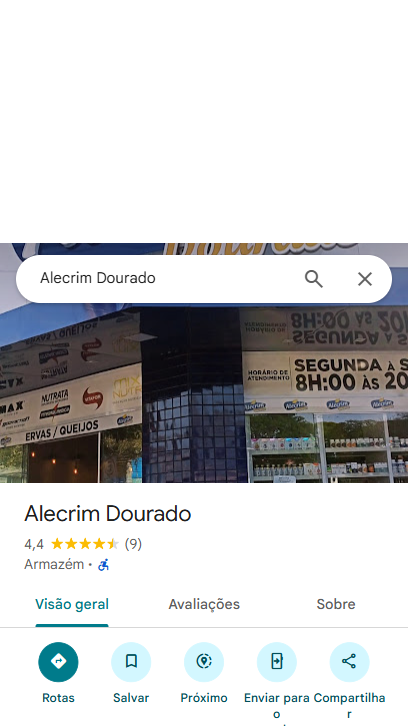 Alecrim Dourado
HORÁRIO DE
ATENDIMENTO
SEGUNDA À S
8H:00 ÀS 20
NUTRATA
ERVAS / QUEIJOS
Alecrim Dourado
4,4 (9)
Armazém ·
Visão geral Avaliações Sobre
Rotas Salvar Próximo Enviar para o Compartilhar